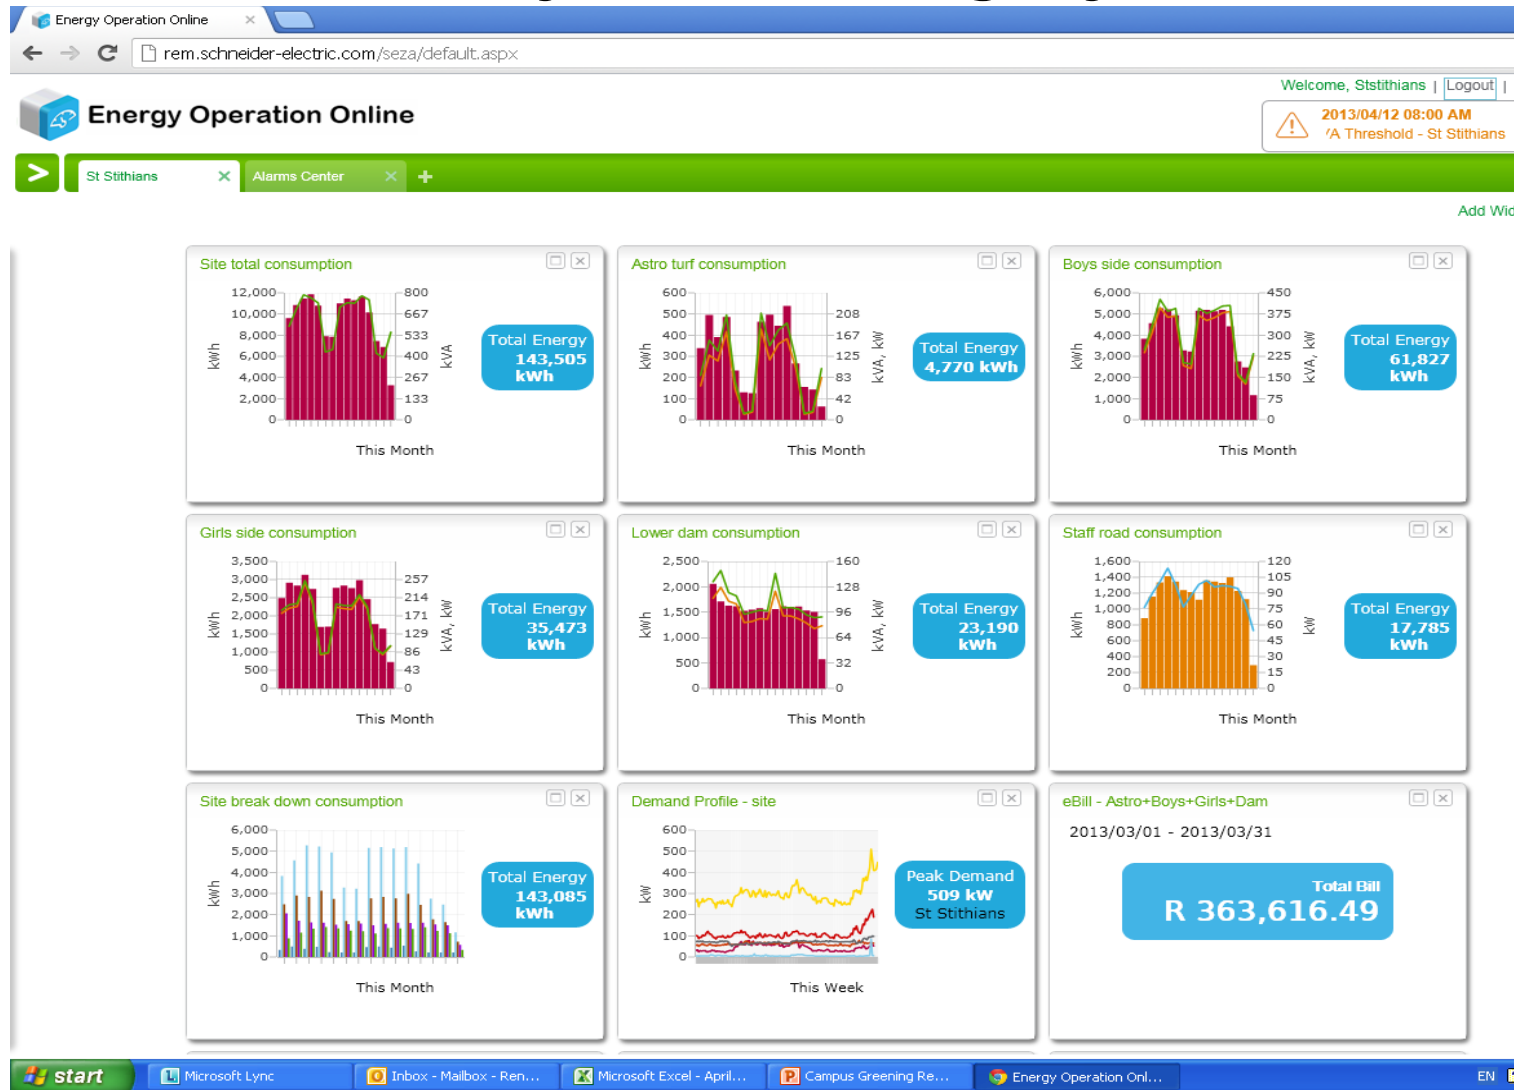 Energy Operation Online
rem.schneider-electric.com/seza/default.aspx
Welcome, Ststithians | Logout |
Energy Operation Online
2013/04/12 08:00 AM
A Threshold - St Stithians
St Stithians
Alarms Center
Add Wid
Site total consumption
12,000
10,000
8,000
6,000
4,000
2,000
0
kWh
800
667
533
400
267
133
0
kVA
Total Energy
143,505
kWh
This Month
Astro turf consumption
600
500
400
300
200
100
0
kWh
208
167
125
83
42
0
kVA, kW
Total Energy
4,770 kWh
This Month
Boys side consumption
6,000
5,000
4,000
3,000
2,000
1,000
0
kWh
450
375
300
225
150
75
0
kVA, kW
Total Energy
61,827
kWh
This Month
Girls side consumption
3,500
3,000
2,500
2,000
1,500
1,000
500
0
kWh
257
214
171
129
86
43
0
kVA, kW
Total Energy
35,473
kWh
This Month
Lower dam consumption
2,500
2,000
1,500
1,000
500
0
kWh
160
128
96
64
32
0
kVA, kW
Total Energy
23,190
kWh
This Month
Staff road consumption
1,600
1,400
1,200
1,000
800
600
400
200
0
kWh
120
105
90
75
60
45
30
15
0
kW
Total Energy
17,785
kWh
This Month
Site break down consumption
6,000
5,000
4,000
3,000
2,000
1,000
0
kWh
Total Energy
143,085
kWh
This Month
Demand Profile - site
600
500
400
300
200
100
0
kW
Peak Demand
509 kW
St Stithians
This Week
eBill - Astro+Boys+Girls+Dam
2013/03/01 - 2013/03/31
Total Bill
R 363,616.49
start
Microsoft Lync
Inbox - Mailbox - Ren...
Microsoft Excel - April...
Campus Greening Re...
Energy Operation Onl...
EN